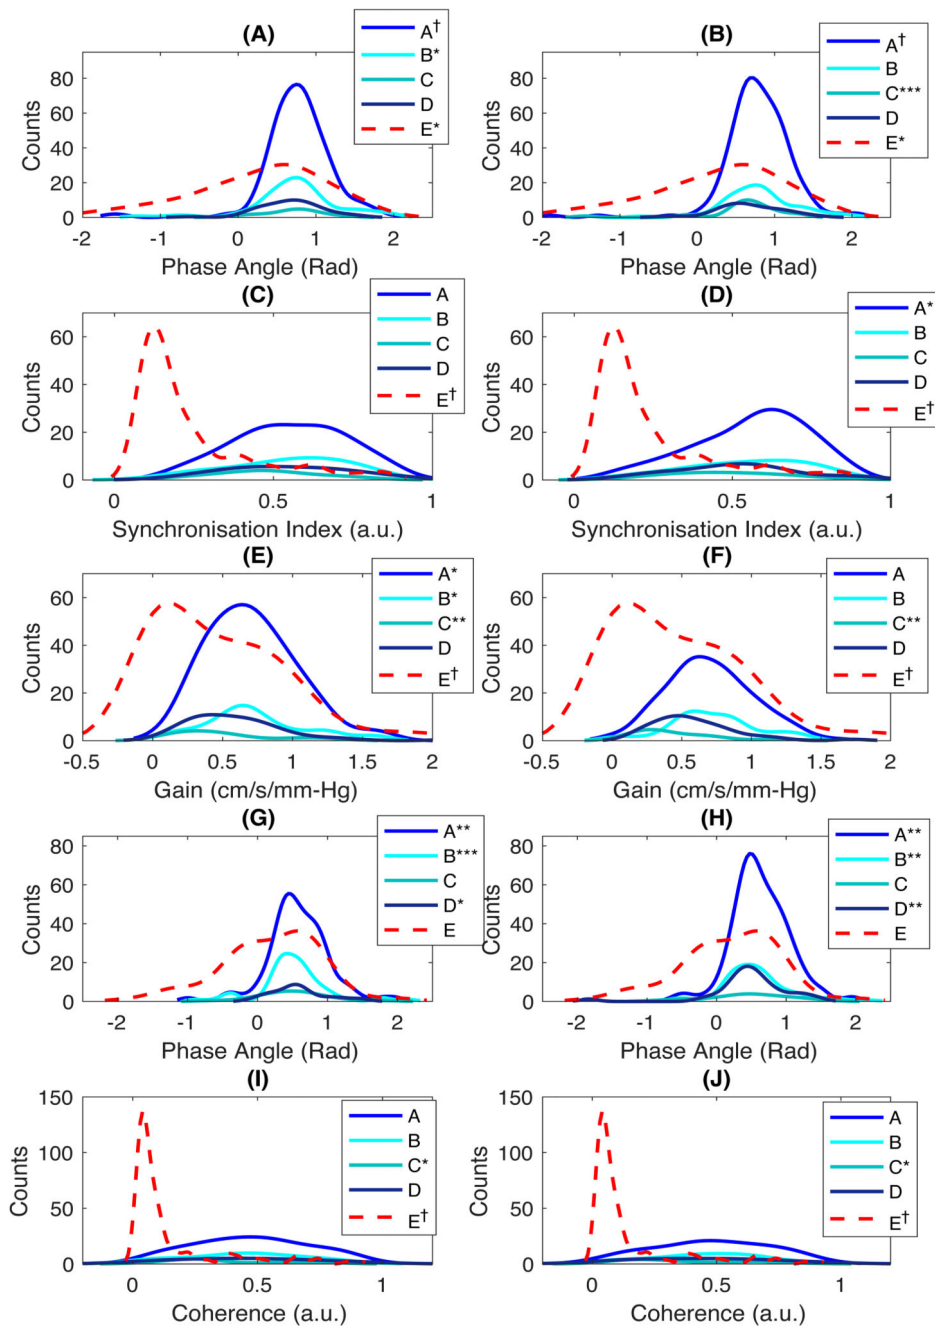 (A)
Counts
80
60
40
20
0
-2
-1
0
1
2
Phase Angle (Rad)
A†
B*
C
D
E*
(B)
Counts
80
60
40
20
0
-2
-1
0
1
2
Phase Angle (Rad)
A†
B
C***
D
E*
(C)
Counts
60
40
20
0
0
0.5
1
Synchronisation Index (a.u.)
A
B
C
D
E†
(D)
Counts
60
40
20
0
0
0.5
1
Synchronisation Index (a.u.)
A*
B
C
D
E†
(E)
Counts
60
40
20
0
-0.5
0
0.5
1
1.5
2
Gain (cm/s/mm-Hg)
A*
B*
C**
D
E†
(F)
Counts
60
40
20
0
-0.5
0
0.5
1
1.5
2
Gain (cm/s/mm-Hg)
A
B
C**
D
E†
(G)
Counts
80
60
40
20
0
-2
-1
0
1
2
Phase Angle (Rad)
A**
B***
C
D*
E
(H)
Counts
80
60
40
20
0
-2
-1
0
1
2
Phase Angle (Rad)
A**
B**
C
D**
E
(I)
Counts
150
100
50
0
0
0.5
1
Coherence (a.u.)
A
B
C*
D
E†
(J)
Counts
150
100
50
0
0
0.5
1
Coherence (a.u.)
A
B
C*
D
E†